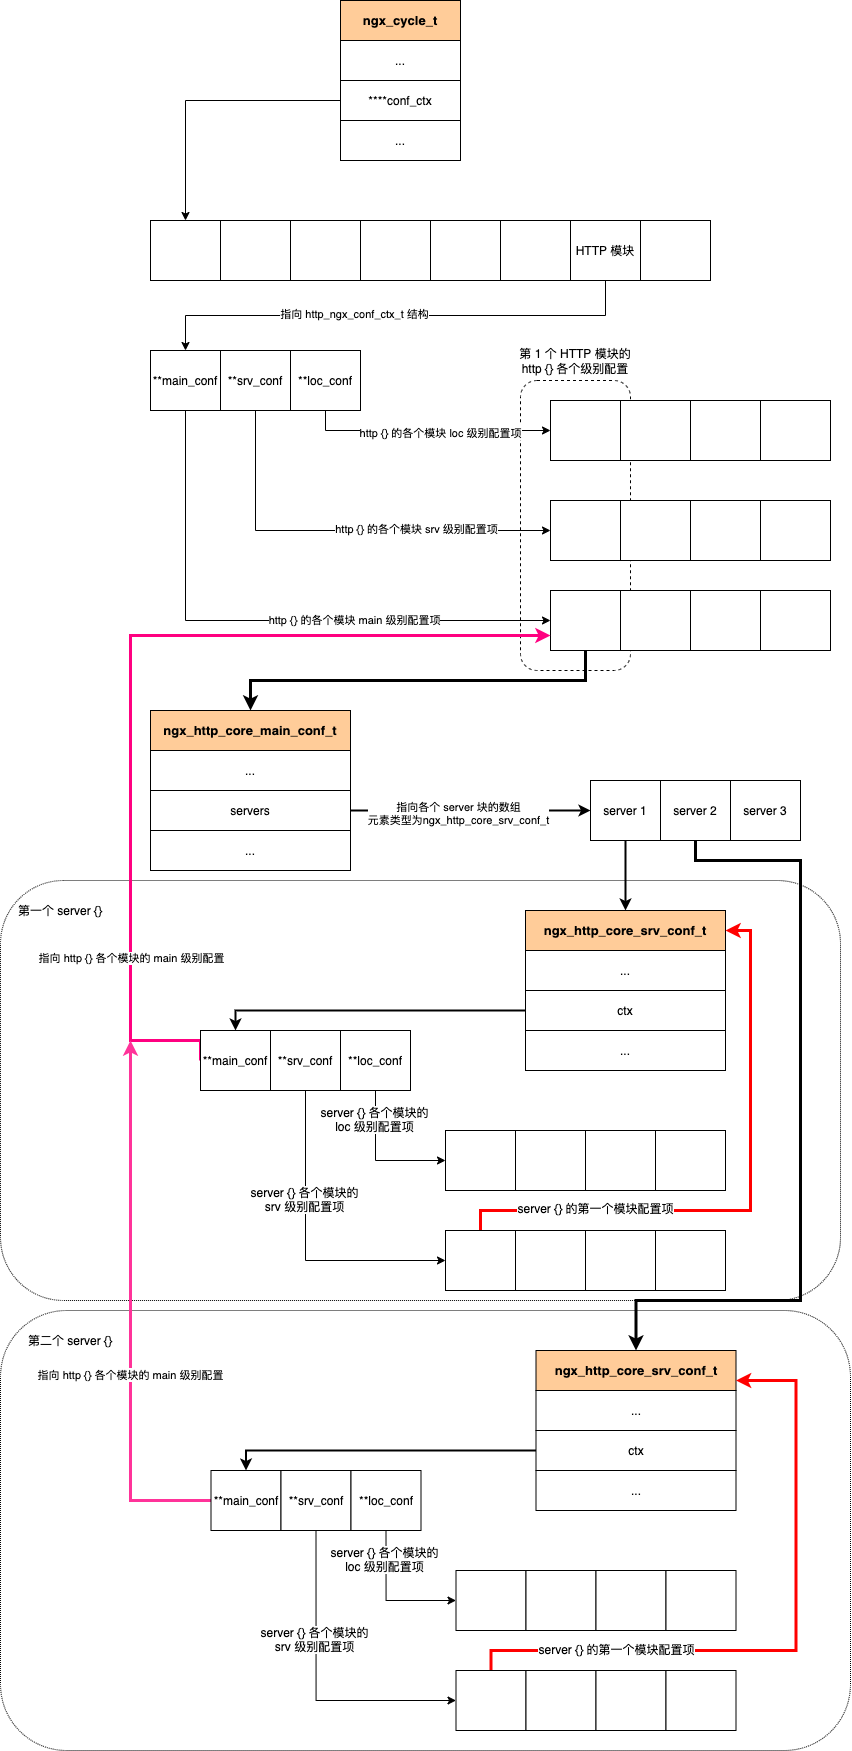 ngx_cycle_t
...
****conf_ctx
...
HTTP 模块
指向 http_ngx_conf_ctx_t 结构
**main_conf
**srv_conf
**loc_conf
第 1 个 HTTP 模块的
http {} 各个级别配置
http {} 的各个模块 loc 级别配置项
http {} 的各个模块 srv 级别配置项
http {} 的各个模块 main 级别配置项
ngx_http_core_main_conf_t
...
servers
...
指向各个 server 块的数组
元素类型为ngx_http_core_srv_conf_t
server 1
server 2
server 3
第一个 server {}
ngx_http_core_srv_conf_t
...
ctx
...
指向 http {} 各个模块的 main 级别配置
**main_conf
**srv_conf
**loc_conf
server {} 各个模块的
loc 级别配置项
server {} 各个模块的
srv 级别配置项
server {} 的第一个模块配置项
第二个 server {}
ngx_http_core_srv_conf_t
...
ctx
...
指向 http {} 各个模块的 main 级别配置
**main_conf
**srv_conf
**loc_conf
server {} 各个模块的
loc 级别配置项
server {} 各个模块的
srv 级别配置项
server {} 的第一个模块配置项